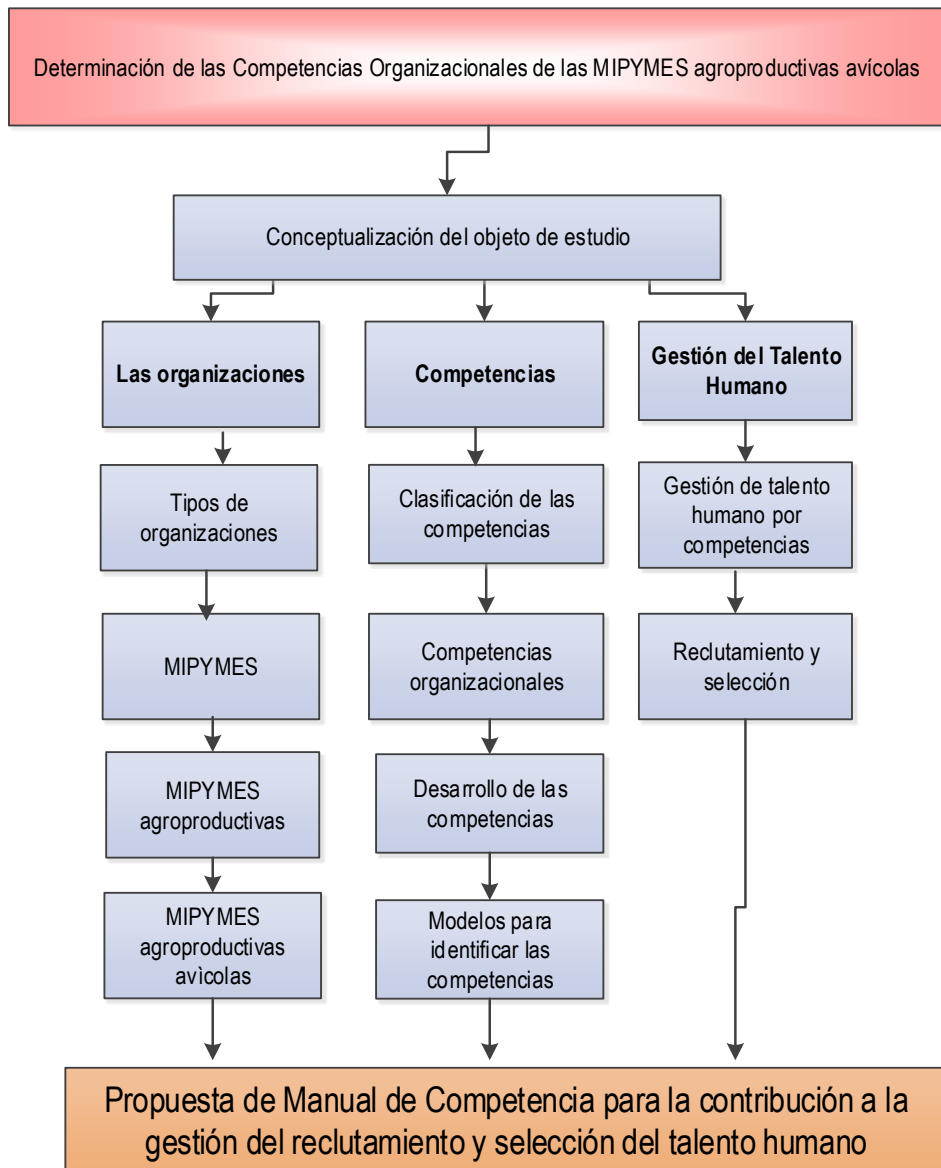 Determinación de las Competencias Organizacionales de las MIPYMES agroproductivas avícolas
Conceptualización del objeto de estudio
Las organizaciones
Competencias
Gestión del Talento
Humano
Tipos de
organizaciones
Clasificación de las
competencias
Gestión de talento
humano por
competencias
MIPYMES
Competencias
organizacionales
Reclutamiento y
selección
MIPYMES
agroproductivas
Desarrollo de las
competencias
MIPYMES
agroproductivas
avìcolas
Modelos para
identificar las
competencias
Propuesta de Manual de Competencia para la contribución a la
gestión del reclutamiento y selección del talento humano